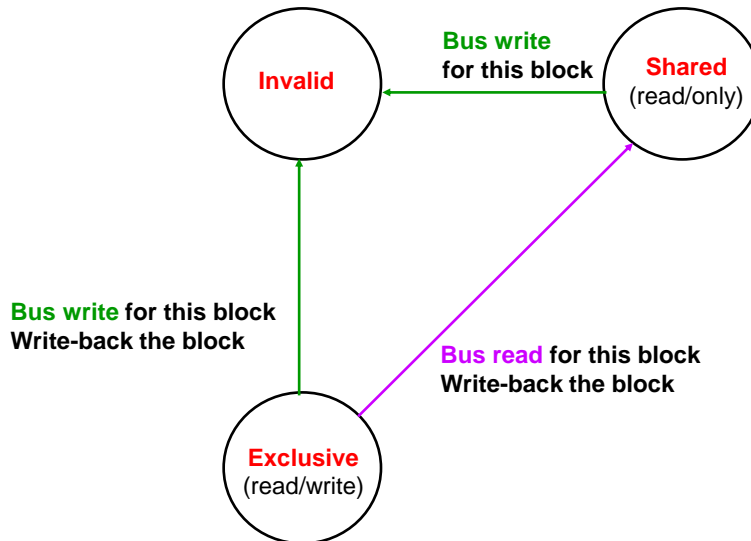 Invalid
Bus write
for this block
Shared
(read/only)
Bus write for this block
Write-back the block
Bus read for this block
Write-back the block
Exclusive
(read/write)